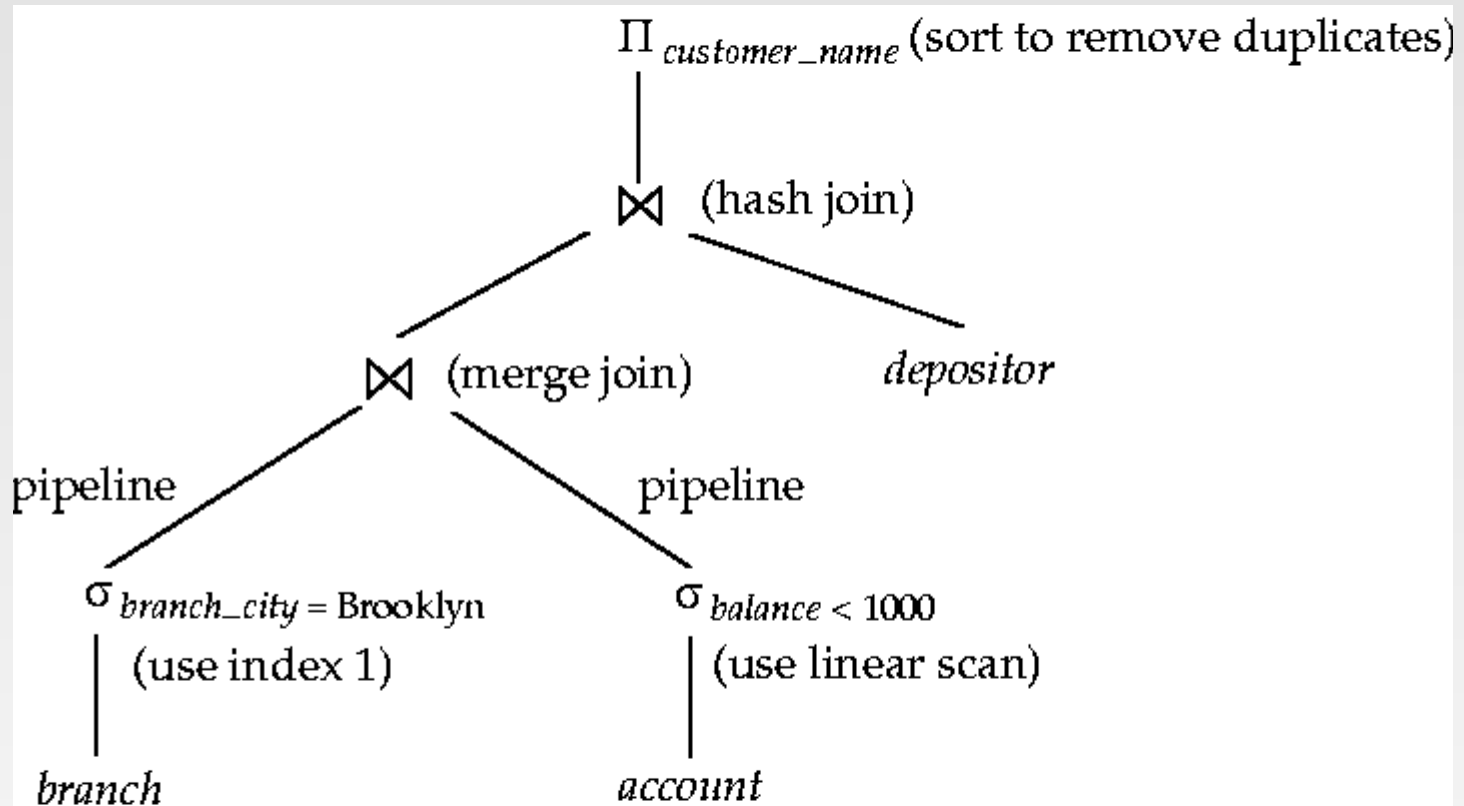 Π customer_name (sort to remove duplicates)
⋈ (hash join)
⋈ (merge join)
depositor
pipeline
pipeline
σ branch_city = Brooklyn
σ balance < 1000
(use index 1)
(use linear scan)
branch
account